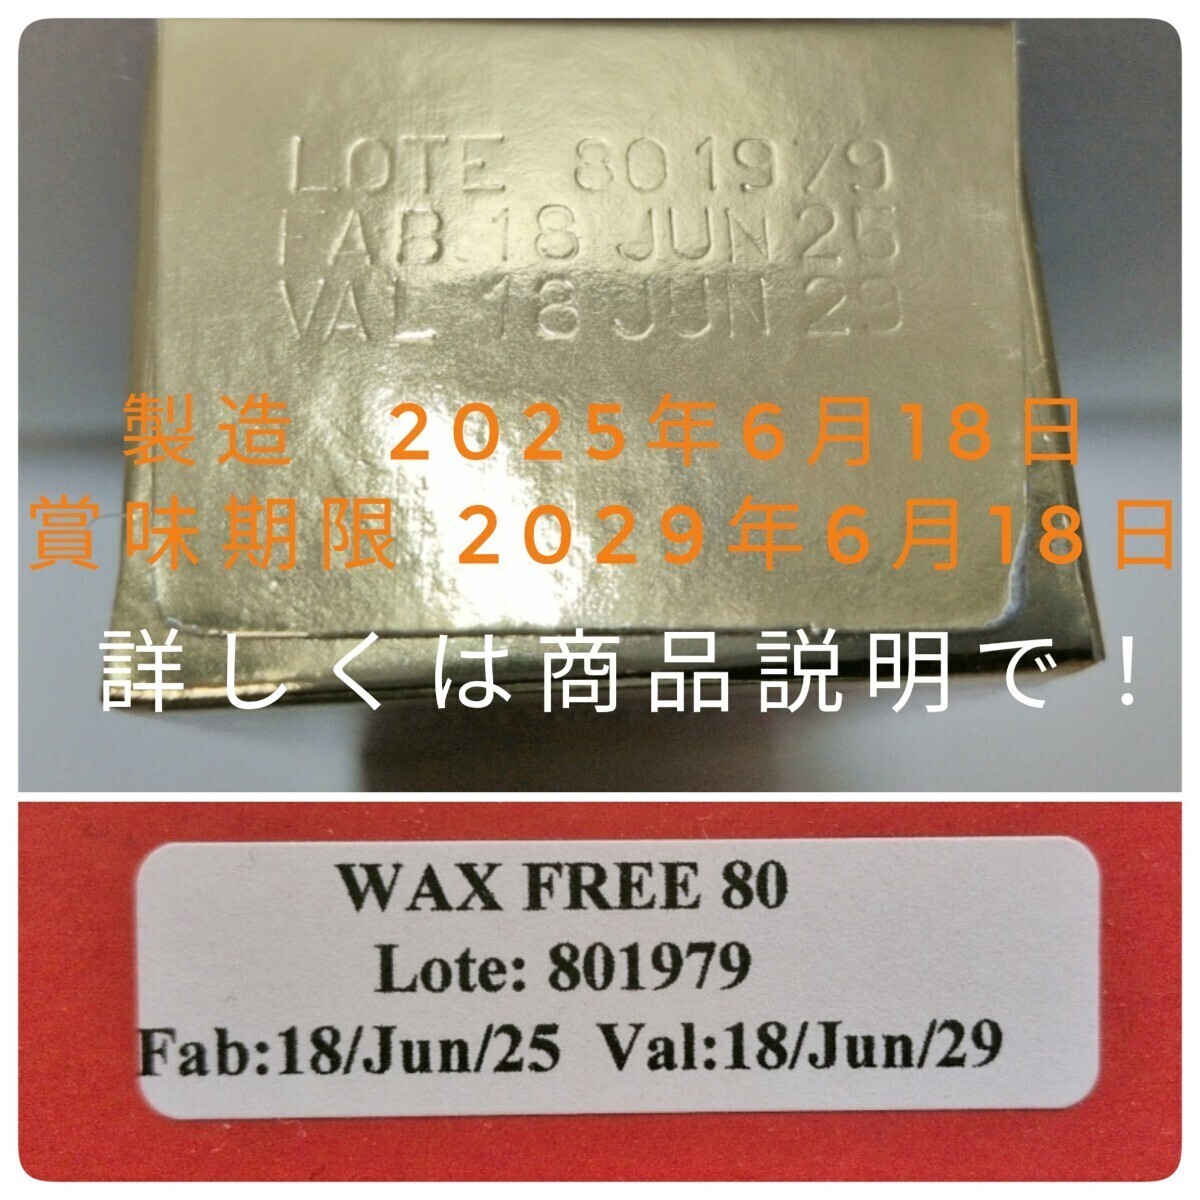 LOTE 801979
FAB 18 JUN 25
VAL 18 JUN 29
製造 2025年6月18日
賞味期限 2029年6月18日
詳しくは商品説明で！
WAX FREE 80
Lote: 801979
Fab:18/Jun/25 Val:18/Jun/29